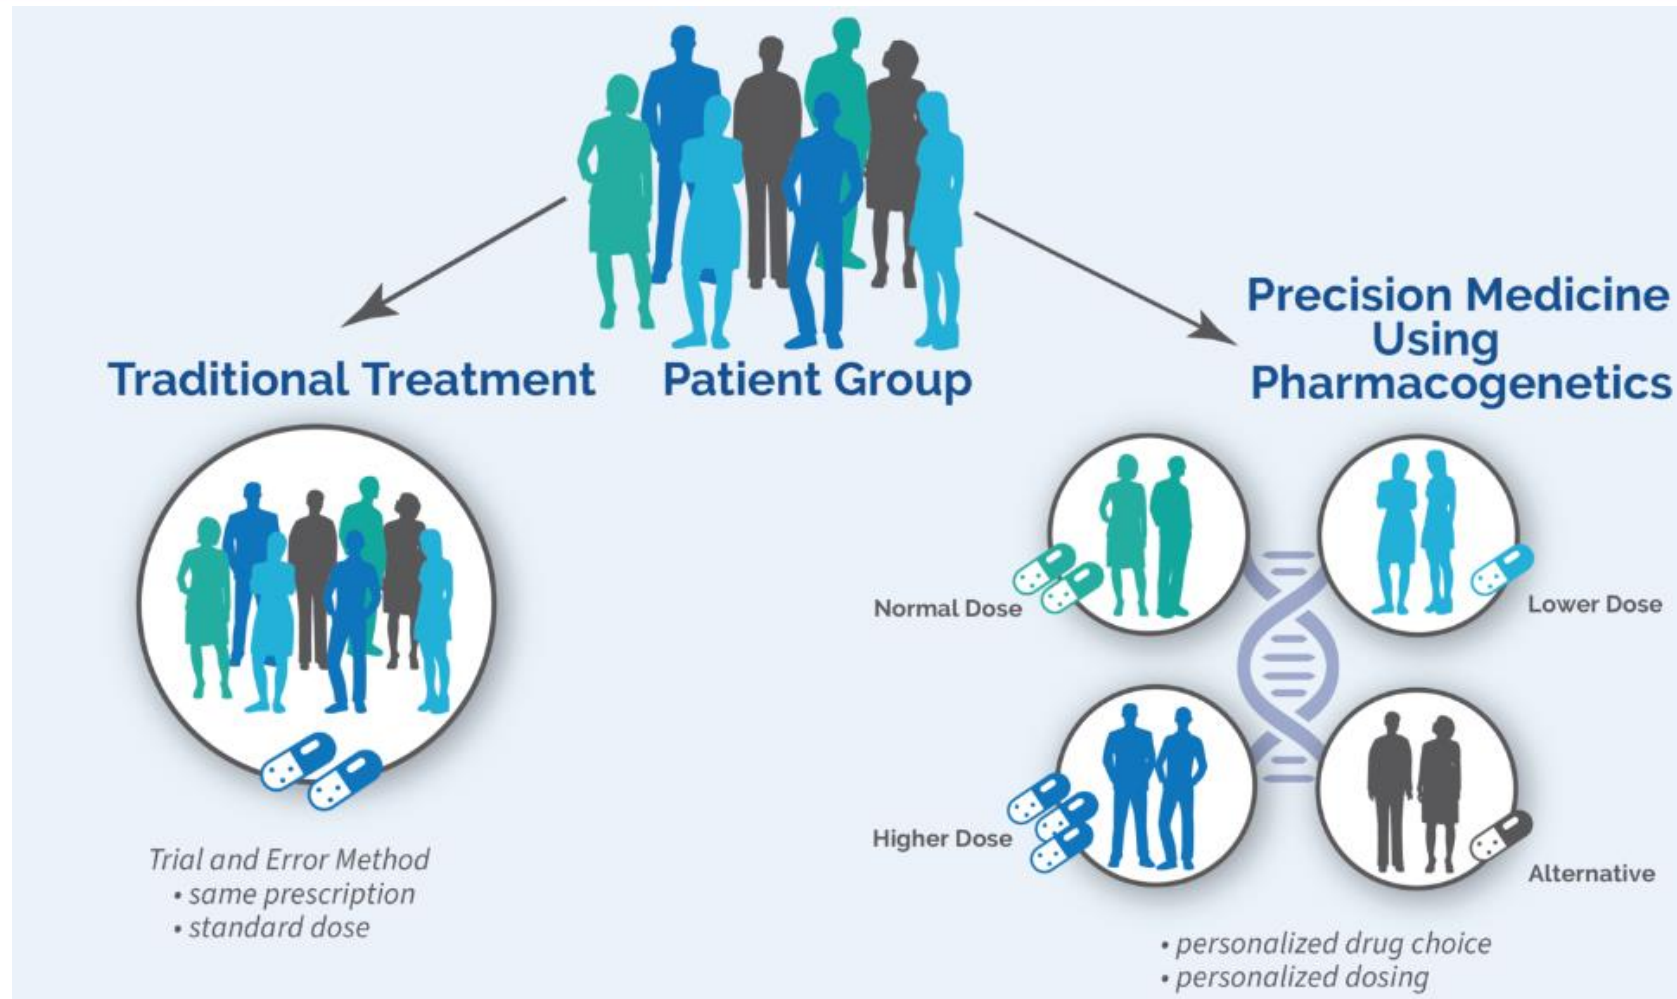 Patient Group
Traditional Treatment
Trial and Error Method
• same prescription
• standard dose
Precision Medicine
Using
Pharmacogenetics
Normal Dose
Lower Dose
Higher Dose
Alternative
• personalized drug choice
• personalized dosing